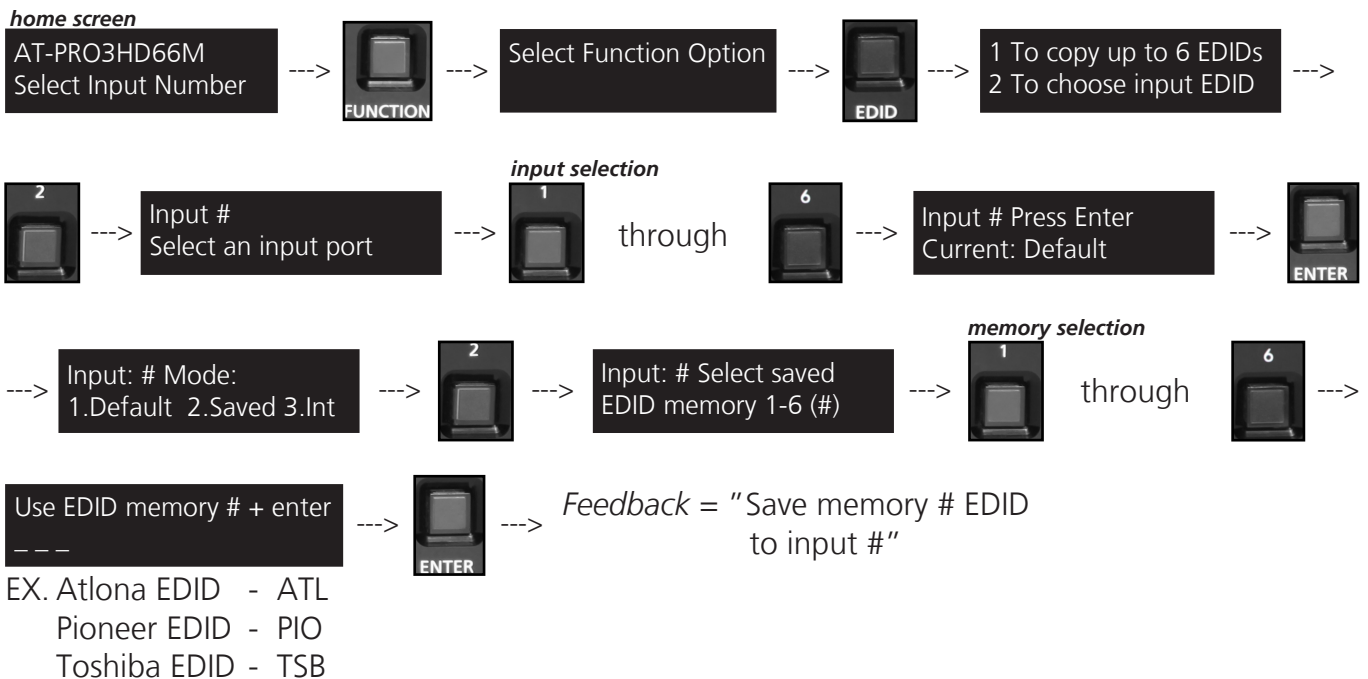 home screen
AT-PRO3HD66M
Select Input Number
--->
FUNCTION
--->
Select Function Option
--->
EDID
--->
1 To copy up to 6 EDIDs
2 To choose input EDID
--->
2
--->
Input #
Select an input port
--->
input selection
1
through
6
--->
Input # Press Enter
Current: Default
--->
ENTER
--->
Input: # Mode:
1.Default 2.Saved 3.Int
--->
2
--->
Input: # Select saved
EDID memory 1-6 (#)
--->
memory selection
1
through
6
--->
Use EDID memory # + enter
_ _ _
--->
ENTER
--->
Feedback = "Save memory # EDID
to input #"
EX. Atlona EDID - ATL
Pioneer EDID - PIO
Toshiba EDID - TSB